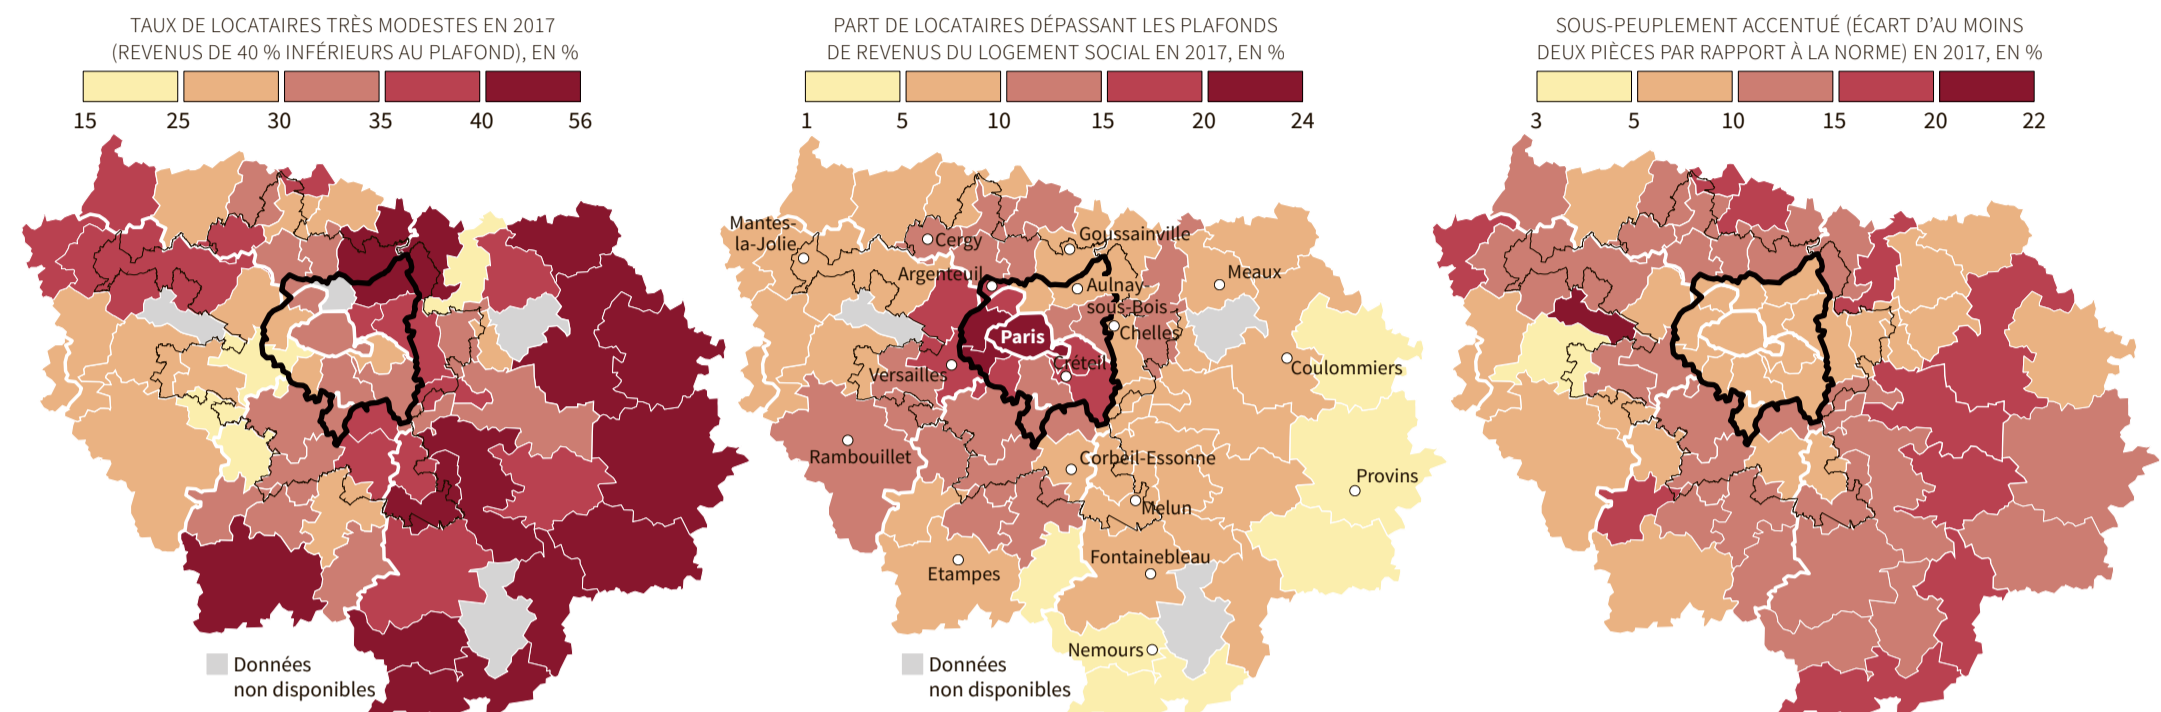 TAUX DE LOCATAIRES TRÈS MODESTES EN 2017
(REVENUS DE 40 % INFÉRIEURS AU PLAFOND), EN %
15 25 30 35 40 56
Données
non disponibles
PART DE LOCATAIRES DÉPASSANT LES PLAFONDS
DE REVENUS DU LOGEMENT SOCIAL EN 2017, EN %
1 5 10 15 20 24
Mantes-
la-Jolie
Cergy
Goussainville
Argenteuil
Aulnay-
sous-Bois
Meaux
Chelles
Paris
Créteil
Versailles
Coulommiers
Rambouillet
Corbeil-Essonne
Provins
Melun
Fontainebleau
Etampes
Nemours
Données
non disponibles
SOUS-PEUPLEMENT ACCENTUÉ (ÉCART D’AU MOINS
DEUX PIÈCES PAR RAPPORT À LA NORME) EN 2017, EN %
3 5 10 15 20 22